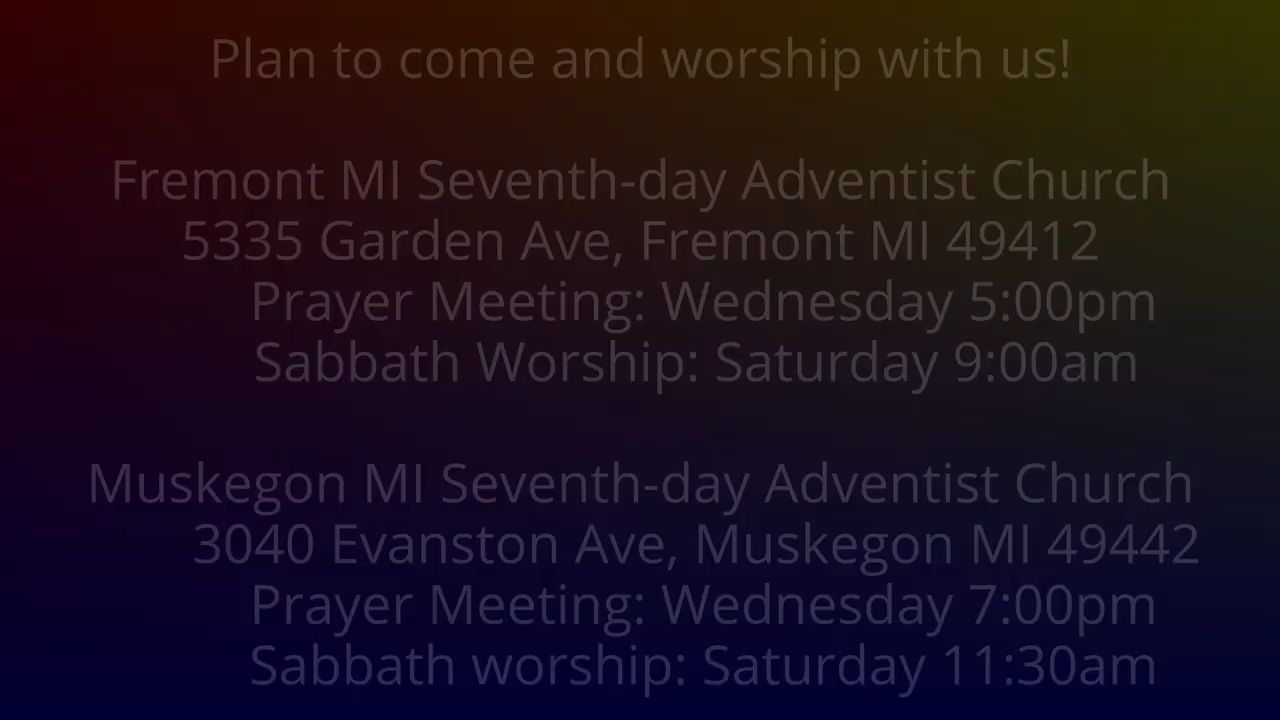 Plan to come and worship with us!
Fremont MI Seventh-day Adventist Church
5335 Garden Ave, Fremont MI 49412
Prayer Meeting: Wednesday 5:00pm
Sabbath Worship: Saturday 9:00am
Muskegon MI Seventh-day Adventist Church
3040 Evanston Ave, Muskegon MI 49442
Prayer Meeting: Wednesday 7:00pm
Sabbath worship: Saturday 11:30am